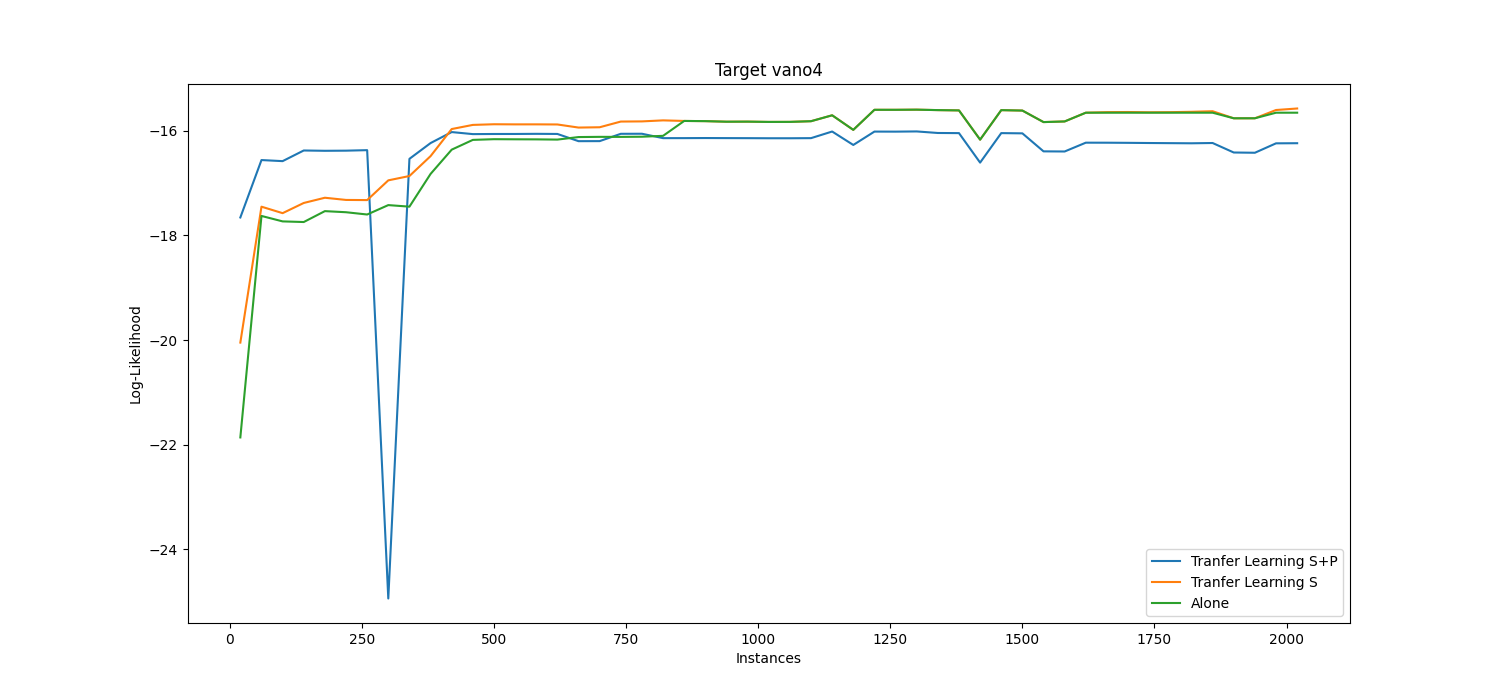 Target vano4
−16
−18
−20
−22
−24
Log-Likelihood
0
250
500
750
1000
1250
1500
1750
2000
Instances
Tranfer Learning S+P
Tranfer Learning S
Alone